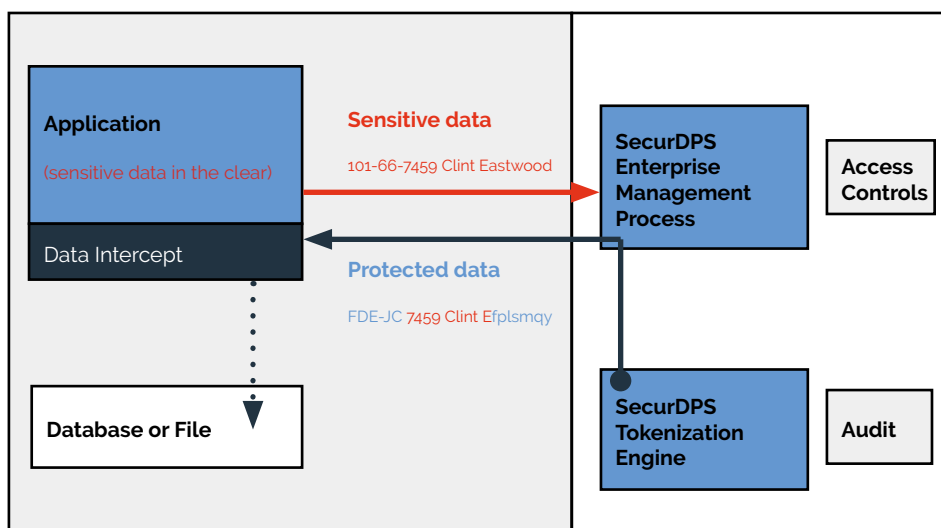 Application
(sensitive data in the clear)
Data Intercept
Sensitive data
101-66-7459 Clint Eastwood
Protected data
FDE-JC 7459 Clint Efplsmqy
Database or File
SecurDPS
Enterprise
Management
Process
Access
Controls
SecurDPS
Tokenization
Engine
Audit